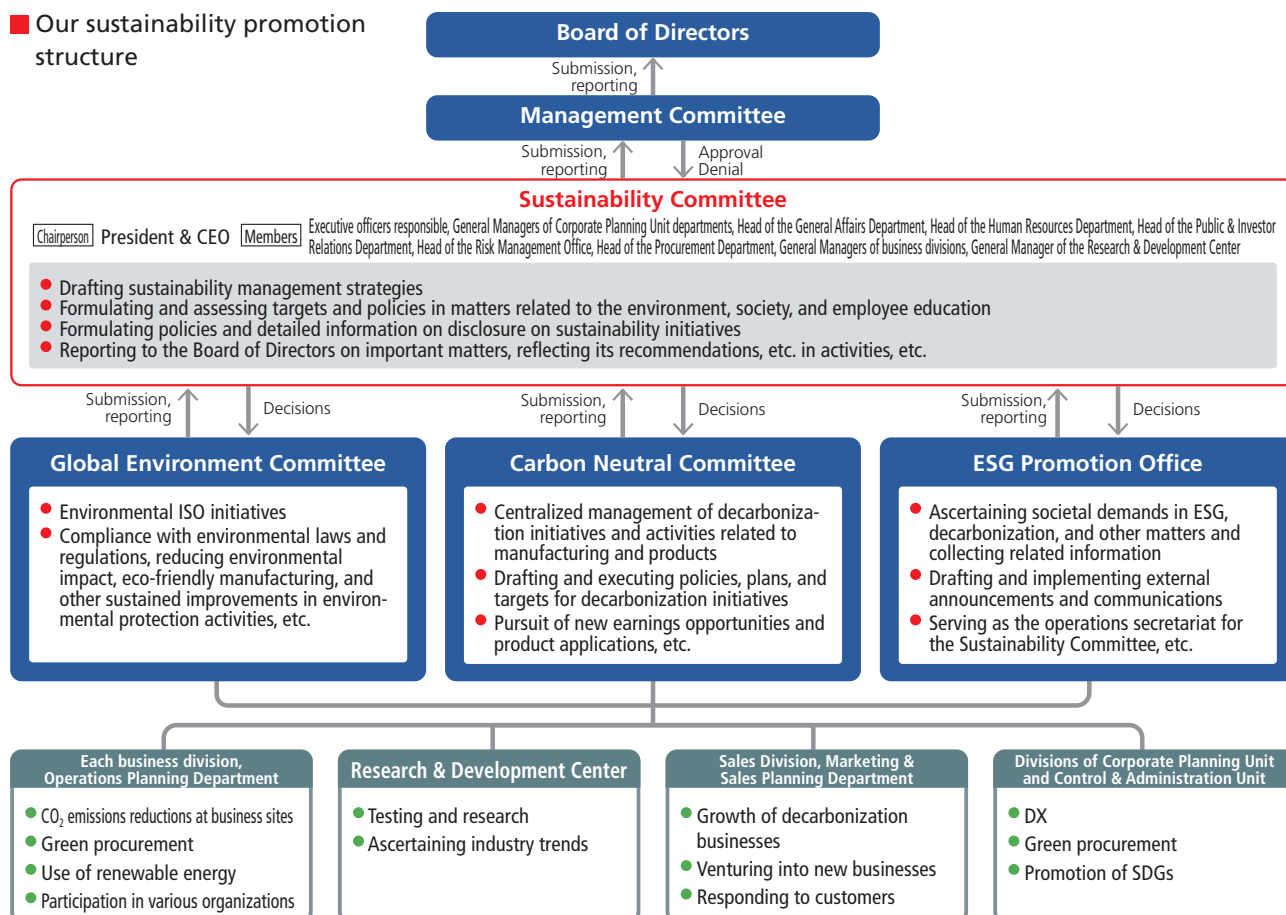 Our sustainability promotion
structure
Board of Directors
Submission,
reporting
Management Committee
Submission,
reporting
Approval
Denial
Sustainability Committee
Chairperson President & CEO Members
Executive officers responsible, General Managers of Corporate Planning Unit departments, Head of the General Affairs Department, Head of the Human Resources Department, Head of the Public & Investor
Relations Department, Head of the Risk Management Office, Head of the Procurement Department, General Managers of business divisions, General Manager of the Research & Development Center
Drafting sustainability management strategies
Formulating and assessing targets and policies in matters related to the environment, society, and employee education
Formulating policies and detailed information on disclosure on sustainability initiatives
Reporting to the Board of Directors on important matters, reflecting its recommendations, etc. in activities, etc.
Submission,
reporting
Decisions
Submission,
reporting
Decisions
Submission,
reporting
Decisions
Global Environment Committee
Environmental ISO initiatives
Compliance with environmental laws and
regulations, reducing environmental
impact, eco-friendly manufacturing, and
other sustained improvements in environ-
mental protection activities, etc.
Carbon Neutral Committee
Centralized management of decarboniza-
tion initiatives and activities related to
manufacturing and products
Drafting and executing policies, plans, and
targets for decarbonization initiatives
Pursuit of new earnings opportunities and
product applications, etc.
ESG Promotion Office
Ascertaining societal demands in ESG,
decarbonization, and other matters and
collecting related information
Drafting and implementing external
announcements and communications
Serving as the operations secretariat for
the Sustainability Committee, etc.
Each business division,
Operations Planning Department
CO₂ emissions reductions at business sites
Green procurement
Use of renewable energy
Participation in various organizations
Research & Development Center
Testing and research
Ascertaining industry trends
Sales Division, Marketing &
Sales Planning Department
Growth of decarbonization
businesses
Venturing into new businesses
Responding to customers
Divisions of Corporate Planning Unit
and Control & Administration Unit
DX
Green procurement
Promotion of SDGs